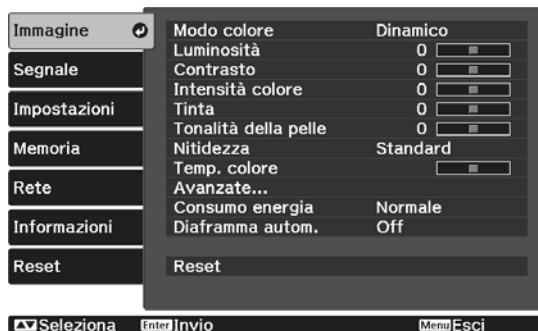 Immagine
Segnale
Impostazioni
Memoria
Rete
Informazioni
Reset
Modo colore Dinamico
Luminosità 0
Contrasto 0
Intensità colore 0
Tinta 0
Tonalità della pelle 0
Nitidezza Standard
Temp. colore
Avanzate...
Consumo energia Normale
Diaframma autom. Off
Reset
Seleziona Enter Invio Menu Esci